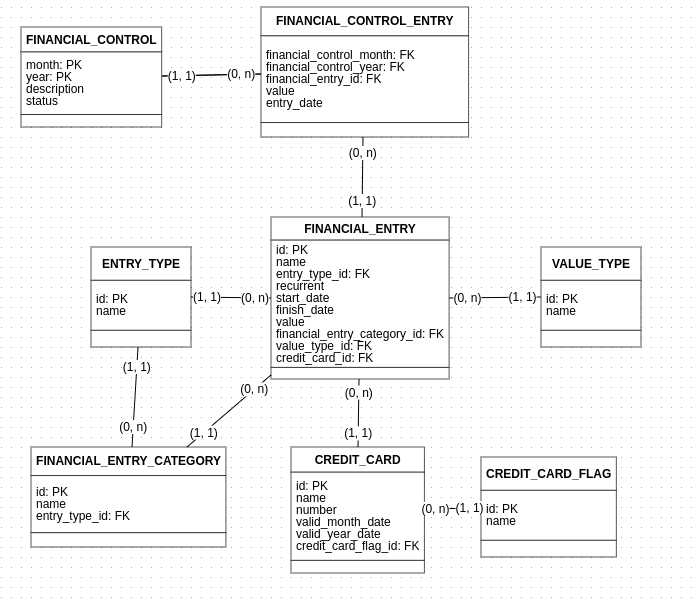 FINANCIAL_CONTROL
month: PK
year: PK
description
status
(1, 1)
(0, n)
FINANCIAL_CONTROL_ENTRY
financial_control_month: FK
financial_control_year: FK
financial_entry_id: FK
value
entry_date
(0, n)
(1, 1)
ENTRY_TYPE
id: PK
name
(1, 1)
(0, n)
FINANCIAL_ENTRY
id: PK
name
entry_type_id: FK
recurrent
start_date
finish_date
value
financial_entry_category_id: FK
value_type_id: FK
credit_card_id: FK
(0, n)
(1, 1)
VALUE_TYPE
id: PK
name
(1, 1)
(0, n)
(0, n)
(1, 1)
(0, n)
(1, 1)
FINANCIAL_ENTRY_CATEGORY
id: PK
name
entry_type_id: FK
CREDIT_CARD
id: PK
name
number
valid_month_date
valid_year_date
credit_card_flag_id: FK
(0, n)
(1, 1)
CREDIT_CARD_FLAG
id: PK
name